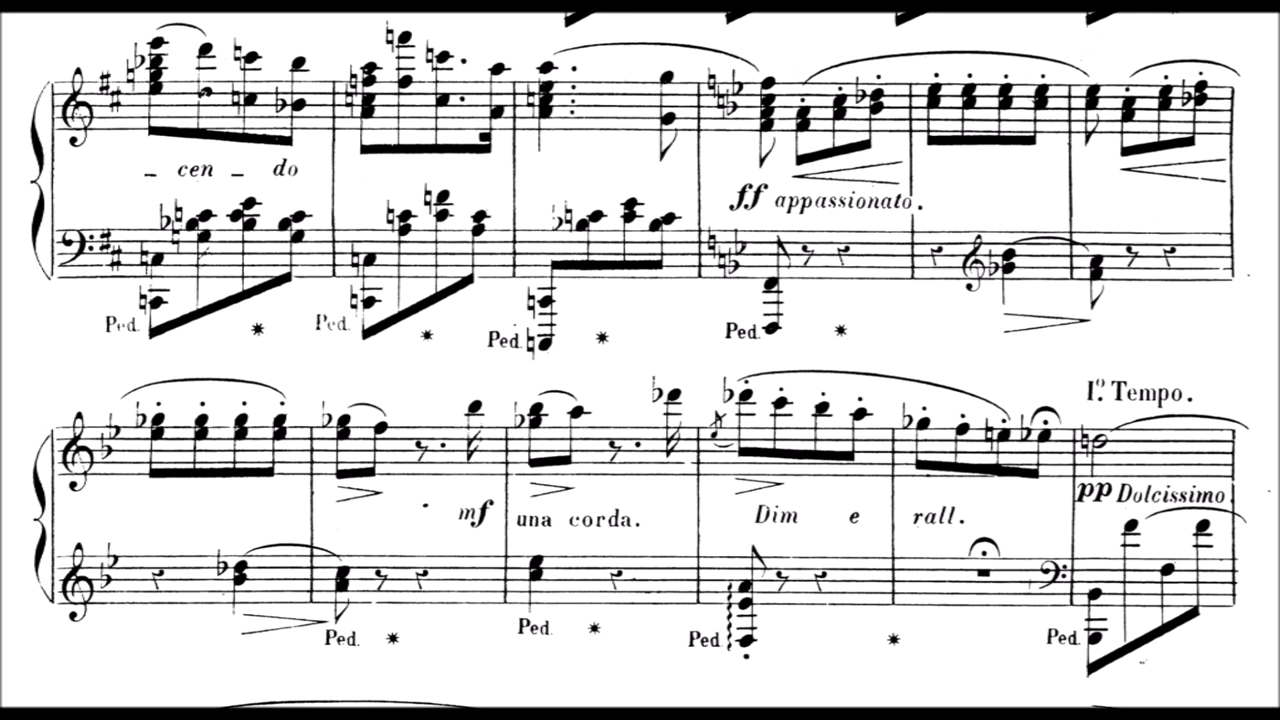 _ cen _ do
ff appassionato.
Ped. Ped. Ped. Ped.
Iº. Tempo.
mf una corda. Dim e rall. pp Dolcissimo.
Ped. Ped. Ped. Ped.